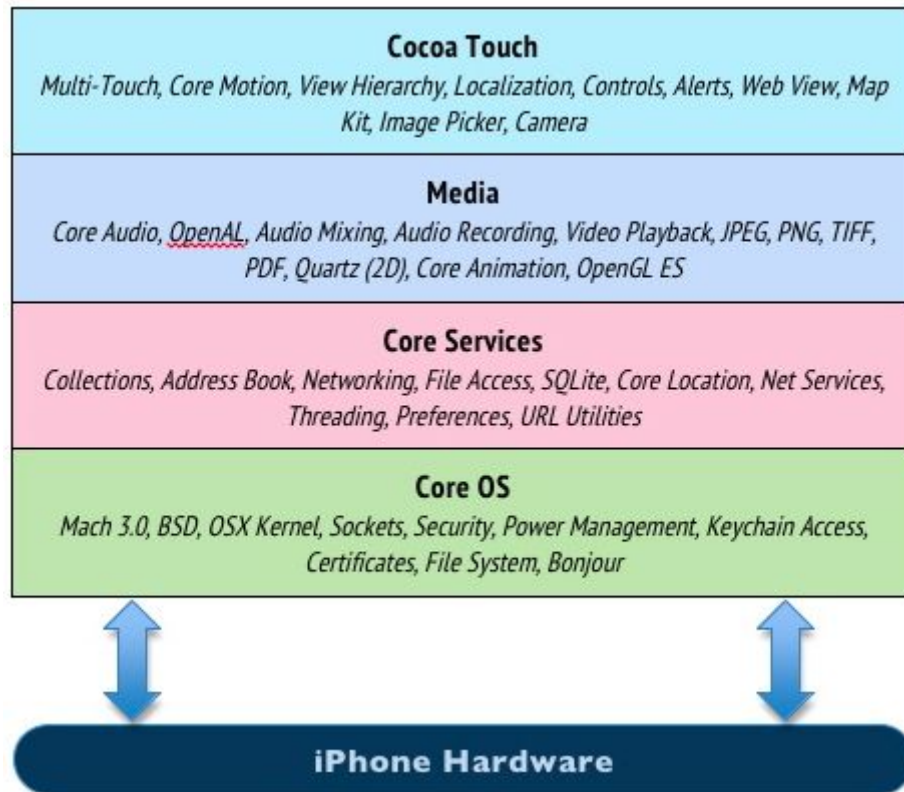 Cocoa Touch
Multi-Touch, Core Motion, View Hierarchy, Localization, Controls, Alerts, Web View, Map
Kit, Image Picker, Camera
Media
Core Audio, OpenAL, Audio Mixing, Audio Recording, Video Playback, JPEG, PNG, TIFF,
PDF, Quartz (2D), Core Animation, OpenGL ES
Core Services
Collections, Address Book, Networking, File Access, SQLite, Core Location, Net Services,
Threading, Preferences, URL Utilities
Core OS
Mach 3.0, BSD, OSX Kernel, Sockets, Security, Power Management, Keychain Access,
Certificates, File System, Bonjour
iPhone Hardware